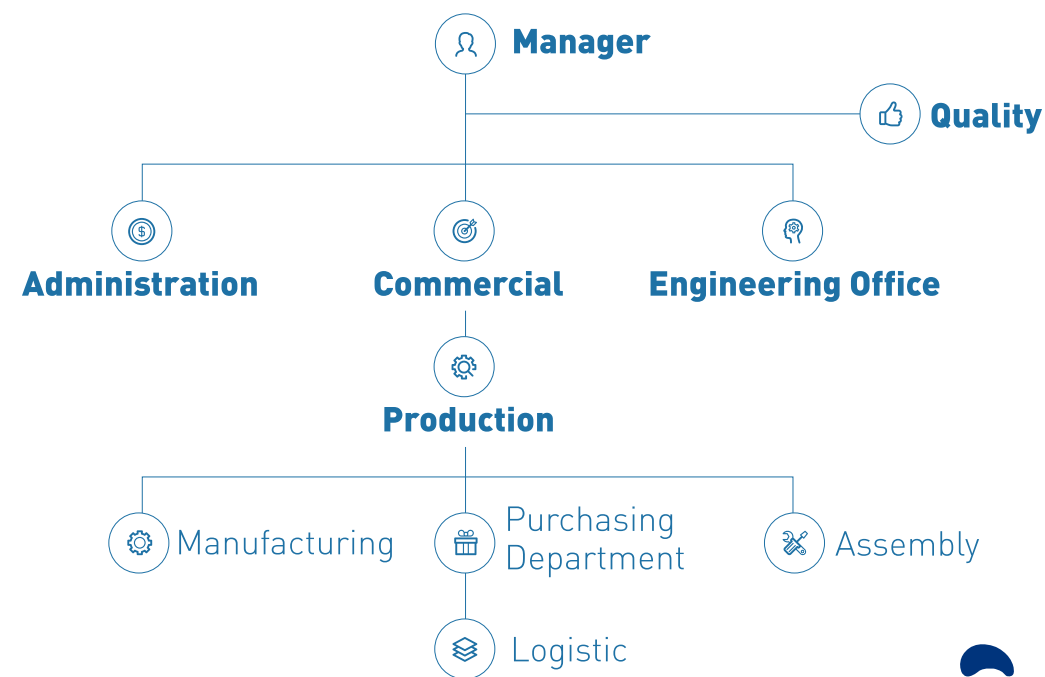 Manager
Quality
Administration
Commercial
Engineering Office
Production
Manufacturing
Purchasing
Department
Assembly
Logistic